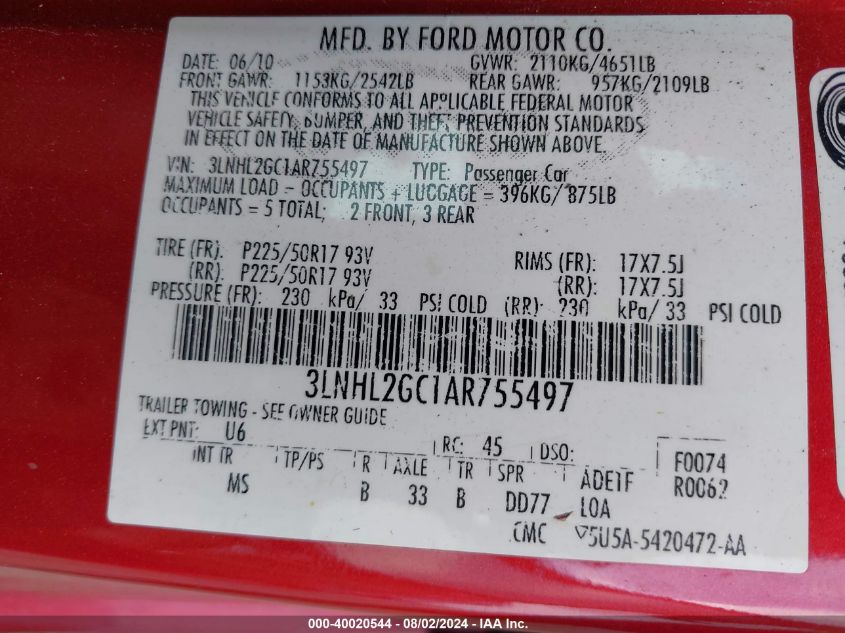 MFD. BY FORD MOTOR CO.
DATE: 06/10 GVWR: 2110KG/4651LB
FRONT GAWR: 1153KG/2542LB REAR GAWR: 957KG/2109LB
THIS VEHICLE CONFORMS TO ALL APPLICABLE FEDERAL MOTOR
VEHICLE SAFETY, BUMPER, AND THEFT PREVENTION STANDARDS
IN EFFECT ON THE DATE OF MANUFACTURE SHOWN ABOVE.
VIN: 3LNHL2GC1AR755497 TYPE: Passenger Car
MAXIMUM LOAD - OCCUPANTS + LUGGAGE = 396KG/ 875LB
OCCUPANTS = 5 TOTAL; 2 FRONT, 3 REAR
TIRE (FR): P225/50R17 93V RIMS (FR): 17X7.5J
(RR): P225/50R17 93V (RR): 17X7.5J
PRESSURE (FR): 230 kPa/ 33 PSI COLD (RR): 230 kPa/ 33 PSI COLD
3LNHL2GC1AR755497
TRAILER TOWING - SEE OWNER GUIDE
EXT PNT: U6 RC: 45 DSO: F0074
INT TR TP/PS R AXLE TR SPR ADE1F R0062
MS B 33 B DD77 LOA
CMC 5U5A-5420472-AA
000-40020544 - 08/02/2024 - IAA Inc.